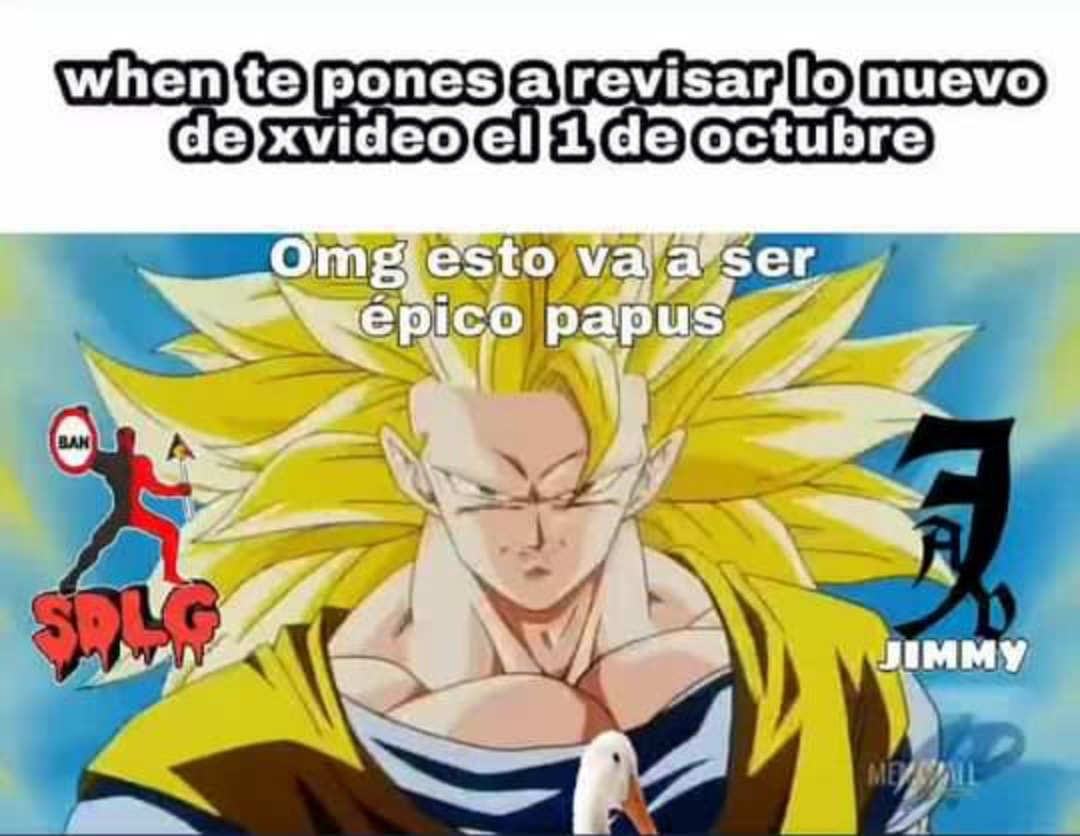 when te pones a revisar lo nuevo
de xvideo el 1 de octubre
Omg esto va a ser
épico papus
BAN
SDLG
JIMMY